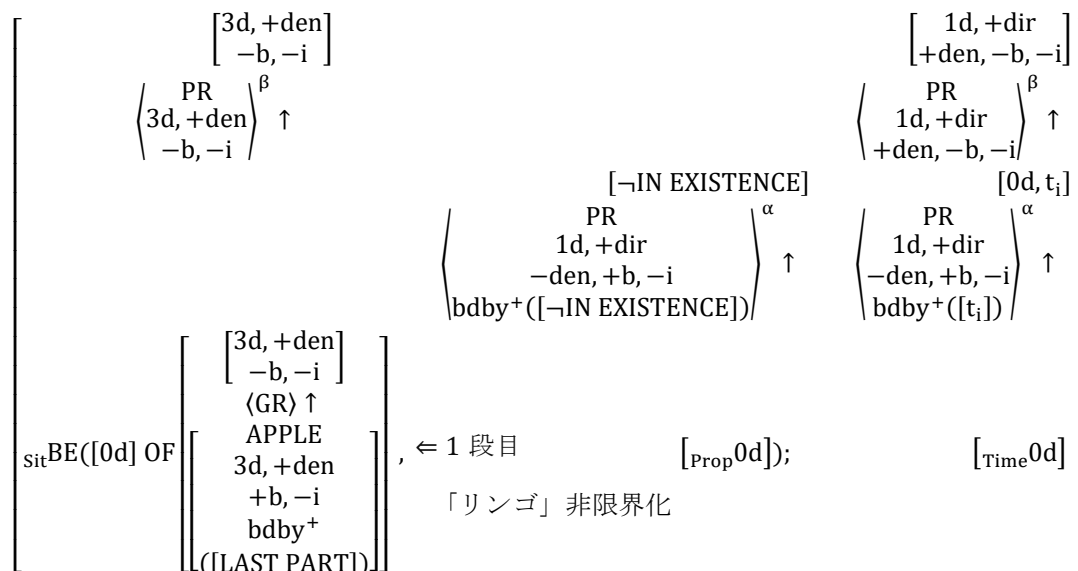 [3d, +den [1d, +dir
−b, −i] +den, −b, −i]
⟨PR ⟩β ↑ ⟨PR ⟩β ↑
3d, +den 1d, +dir
−b, −i +den, −b, −i
[¬IN EXISTENCE] [0d, tᵢ]
⟨PR ⟩α ↑ ⟨PR ⟩α ↑
1d, +dir 1d, +dir
−den, +b, −i −den, +b, −i
bdby⁺([¬IN EXISTENCE]) bdby⁺([tᵢ])
[3d, +den
−b, −i]
⟨GR⟩ ↑
APPLE
SitBE([0d] OF 3d, +den , ⇐ 1 段目 [Prop0d]); [Time0d]
+b, −i 「リンゴ」非限界化
bdby⁺
([LAST PART])